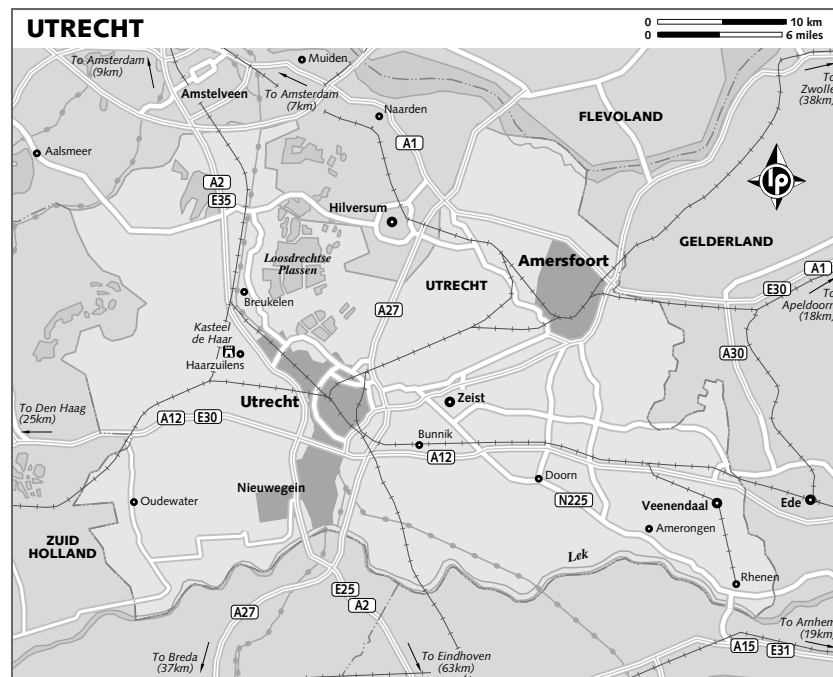 UTRECHT
0 10 km
0 6 miles
To Amsterdam
(9km)
Muiden
To
Zwolle
(38km)
Amstelveen
To Amsterdam
(7km)
Naarden
FLEVOLAND
Aalsmeer
A1
lp
A2
E35
Hilversum
GELDERLAND
Loosdrechtse
Plassen
Amersfoort
A1
UTRECHT
E30
Breukelen
To
Apeldoorn
(18km)
A27
Kasteel
de Haar
Haarzuilens
A30
Utrecht
Zeist
To Den Haag
(25km)
A12
E30
Bunnik
A12
Doorn
Nieuwegein
N225
Oudewater
Veenendaal
Ede
Amerongen
ZUID
HOLLAND
Lek
Rhenen
E25
A2
A27
To Arnhem
(19km)
A15
E31
To Breda
(37km)
To Eindhoven
(63km)